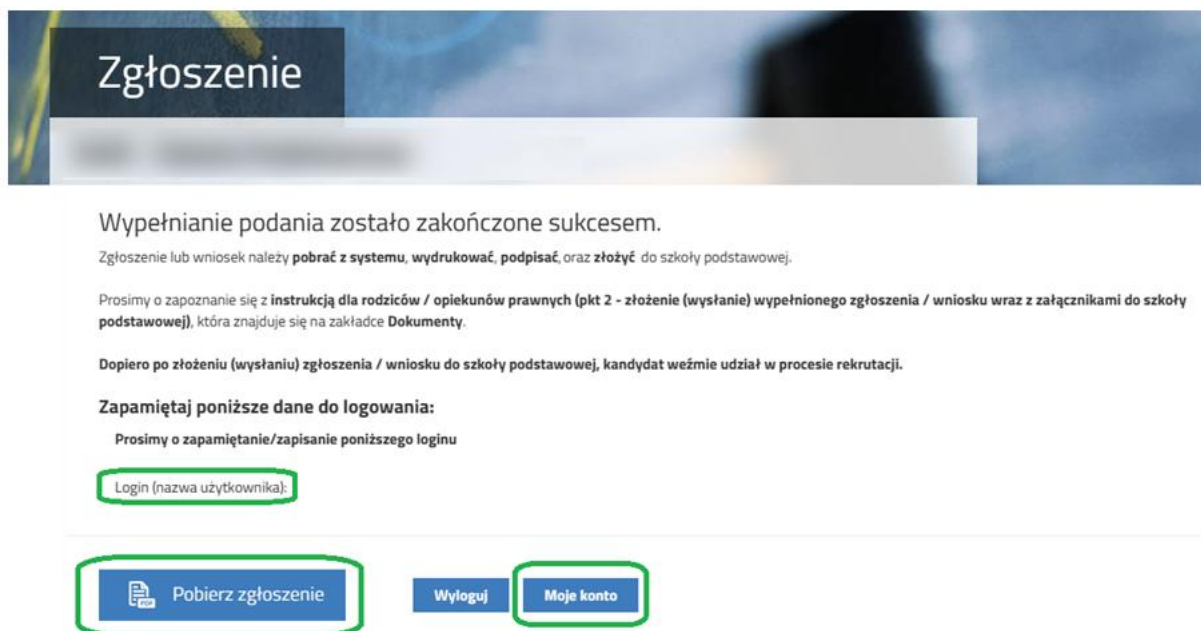 Zgłoszenie
Wypełnianie podania zostało zakończone sukcesem.
Zgłoszenie lub wniosek należy pobrać z systemu, wydrukować, podpisać, oraz złożyć do szkoły podstawowej.
Prosimy o zapoznanie się z instrukcją dla rodziców / opiekunów prawnych (pkt 2 - złożenie (wysłanie) wypełnionego zgłoszenia / wniosku wraz z załącznikami do szkoły
podstawowej), która znajduje się na zakładce Dokumenty.
Dopiero po złożeniu (wysłaniu) zgłoszenia / wniosku do szkoły podstawowej, kandydat weźmie udział w procesie rekrutacji.
Zapamiętaj poniższe dane do logowania:
Prosimy o zapamiętanie/zapisanie poniższego loginu
Login (nazwa użytkownika):
PDF Pobierz zgłoszenie Wyloguj Moje konto